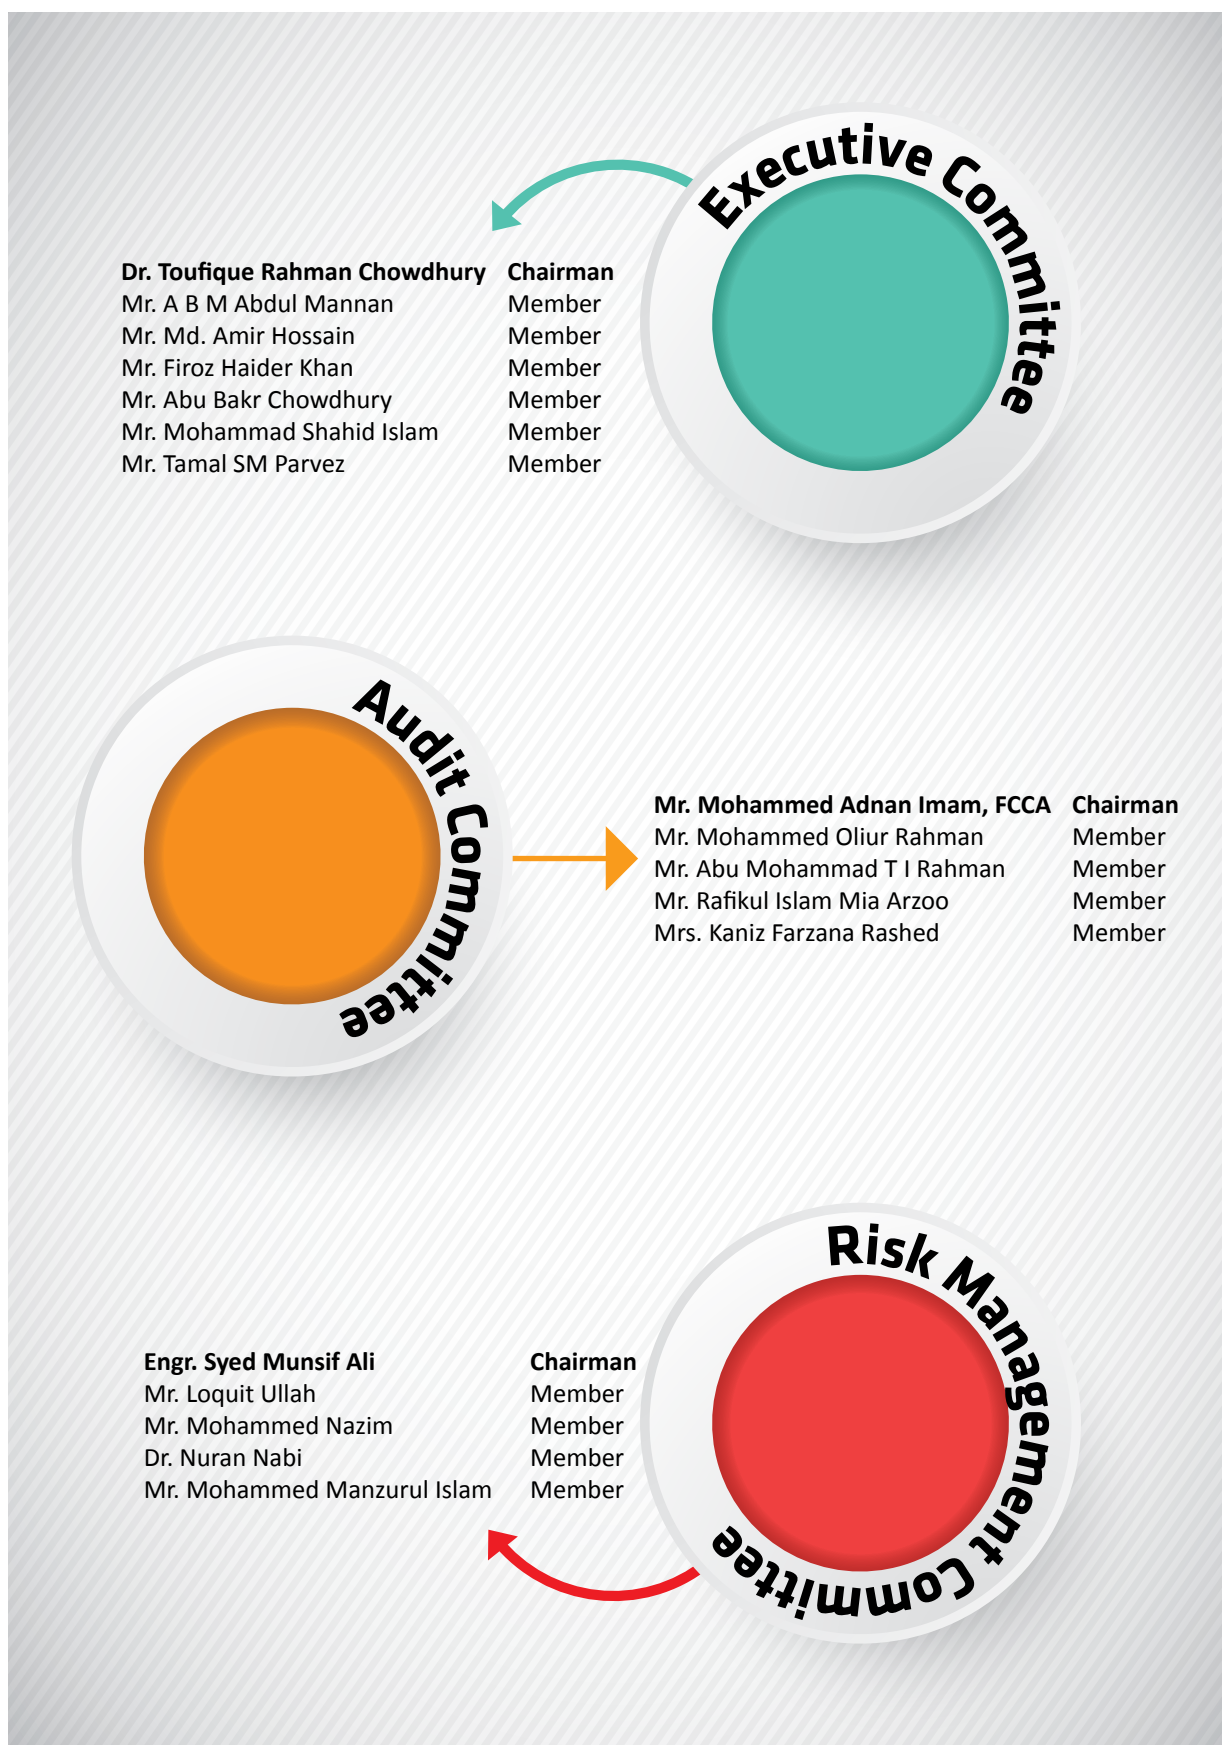 Executive Committee
Dr. Toufique Rahman Chowdhury Chairman
Mr. A B M Abdul Mannan Member
Mr. Md. Amir Hossain Member
Mr. Firoz Haider Khan Member
Mr. Abu Bakr Chowdhury Member
Mr. Mohammad Shahid Islam Member
Mr. Tamal SM Parvez Member
Audit Committee
Mr. Mohammed Adnan Imam, FCCA Chairman
Mr. Mohammed Oliur Rahman Member
Mr. Abu Mohammad T I Rahman Member
Mr. Rafikul Islam Mia Arzoo Member
Mrs. Kaniz Farzana Rashed Member
Risk Management Committee
Engr. Syed Munsif Ali Chairman
Mr. Loquit Ullah Member
Mr. Mohammed Nazim Member
Dr. Nuran Nabi Member
Mr. Mohammed Manzurul Islam Member